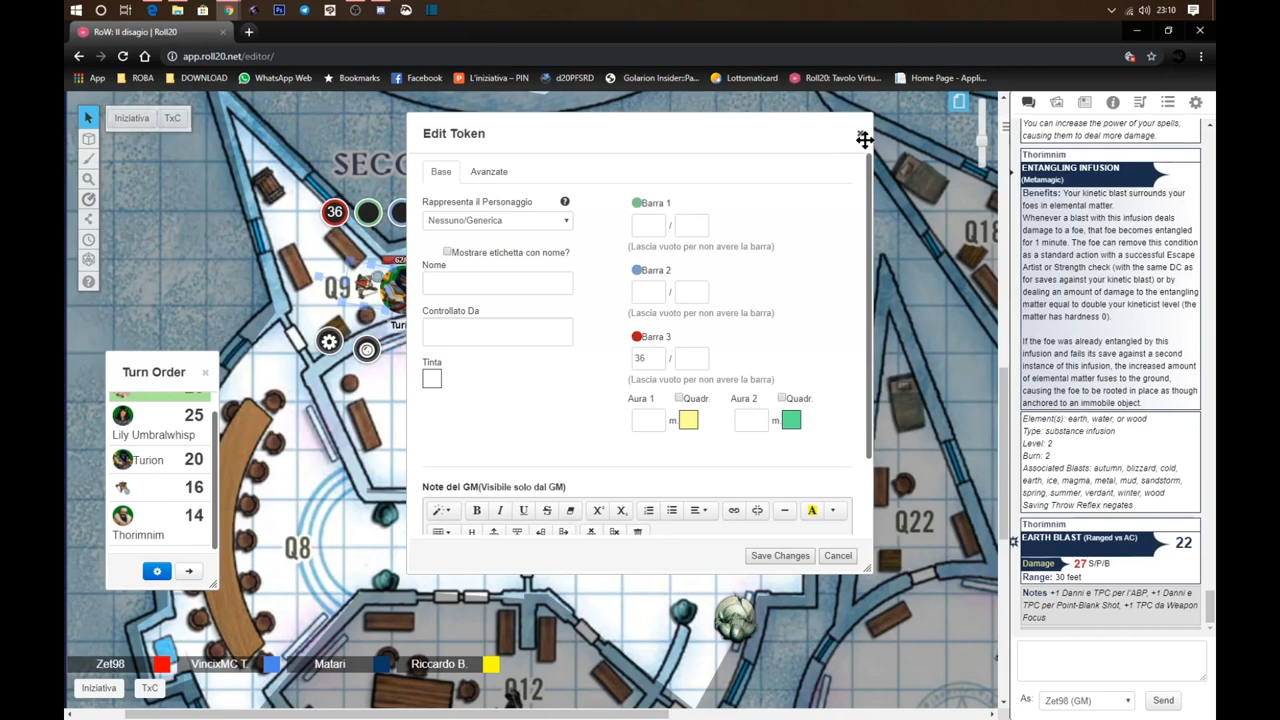 23:10
RoW: Il disagio | Roll20
app.roll20.net/editor/
App
ROBA
DOWNLOAD
WhatsApp Web
Bookmarks
Facebook
L'iniziativa – PIN
d20PFSRD
Golarion Insider:Pa...
Lottomaticard
Roll20: Tavolo Virtu...
Home Page - Appli...
Iniziativa
TxC
36
Q9
Turn Order
25
Lily Umbralwhisp
Turion 20
16
14
Thorimnim
Q8
Q12
Q22
Edit Token
Base
Avanzate
Rappresenta il Personaggio
Nessuno/Generica
Mostrare etichetta con nome?
Nome
Controllato Da
Tinta
Barra 1
/
(Lascia vuoto per non avere la barra)
Barra 2
/
(Lascia vuoto per non avere la barra)
Barra 3
36 /
(Lascia vuoto per non avere la barra)
Aura 1 Quadr. Aura 2 Quadr.
m. m.
Note del GM(Visibile solo dal GM)
Save Changes
Cancel
Zet98
VincixMC T.
Matari
Riccardo B.
Iniziativa
TxC
You can increase the power of your spells,
causing them to deal more damage.
Thorimnim
ENTANGLING INFUSION
(Metamagic)
Benefits: Your kinetic blast surrounds your
foes in elemental matter.
Whenever a blast with this infusion deals
damage to a foe, that foe becomes entangled
for 1 minute. The foe can remove this condition
as a standard action with a successful Escape
Artist or Strength check (with the same DC as
for saves against your kinetic blast) or by
dealing an amount of damage to the entangling
matter equal to double your kineticist level (the
matter has hardness 0).
If the foe was already entangled by this
infusion and fails its save against a second
instance of this infusion, the increased amount
of elemental matter fuses to the ground,
causing the foe to be rooted in place as though
anchored to an immobile object.
Element(s): earth, water, or wood
Type: substance infusion
Level: 2
Burn: 2
Associated Blasts: autumn, blizzard, cold,
earth, ice, magma, metal, mud, sandstorm,
spring, summer, verdant, winter, wood
Saving Throw Reflex negates
Thorimnim
EARTH BLAST (Ranged vs AC) 22
Damage 27 S/P/B
Range: 30 feet
Notes +1 Danni e TPC per l'ABP, +1 Danni e
TPC per Point-Blank Shot, +1 TPC da Weapon
Focus
As: Zet98 (GM)
Send